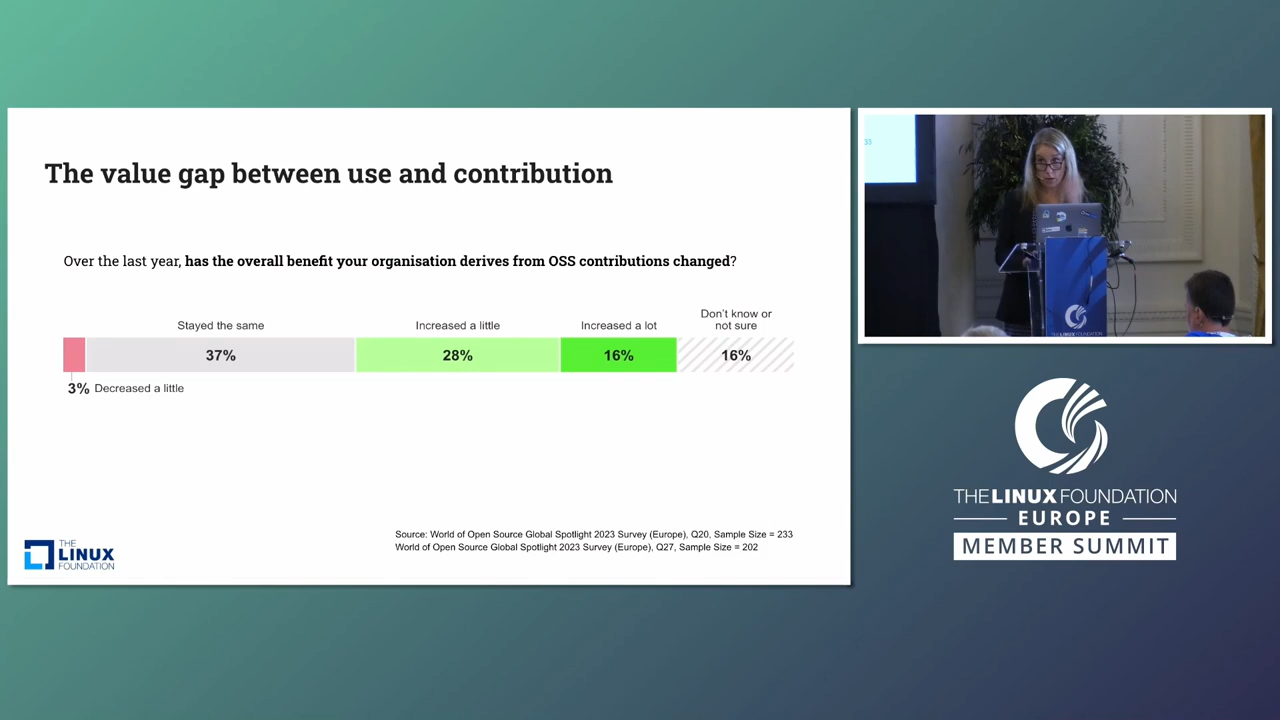 The value gap between use and contribution
Over the last year, has the overall benefit your organisation derives from OSS contributions changed?
Stayed the same
Increased a little
Increased a lot
Don't know or
not sure
37%
28%
16%
16%
3% Decreased a little
Source: World of Open Source Global Spotlight 2023 Survey (Europe), Q20, Sample Size = 233
World of Open Source Global Spotlight 2023 Survey (Europe), Q27, Sample Size = 202
THE
LINUX
FOUNDATION
33
THE LINUX FOUNDATION
EUROPE
MEMBER SUMMIT